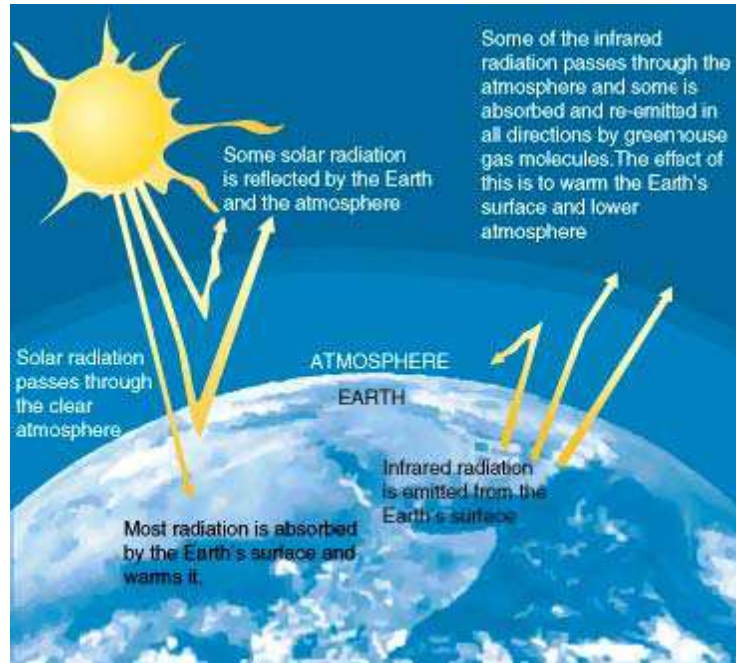 Some of the infrared
radiation passes through the
atmosphere and some is
absorbed and re-emitted in
all directions by greenhouse
gas molecules.The effect of
this is to warm the Earth's
surface and lower
atmosphere
Some solar radiation
is reflected by the Earth
and the atmosphere
Solar radiation
passes through
the clear
atmosphere
ATMOSPHERE
EARTH
Infrared radiation
is emitted from the
Earth's surface
Most radiation is absorbed
by the Earth's surface and
warms it.